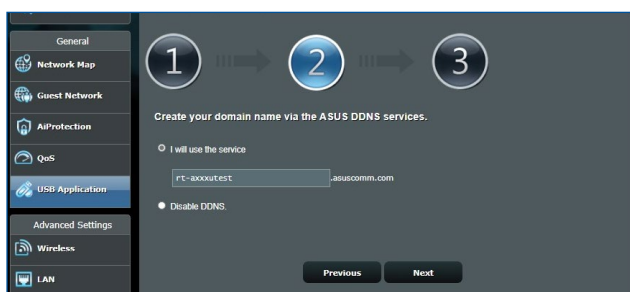 General
Network Map
Guest Network
AiProtection
QoS
USB Application
Advanced Settings
Wireless
LAN
1
2
3
Create your domain name via the ASUS DDNS services.
I will use the service
rt-axxxutest .asuscomm.com
Disable DDNS.
Previous Next